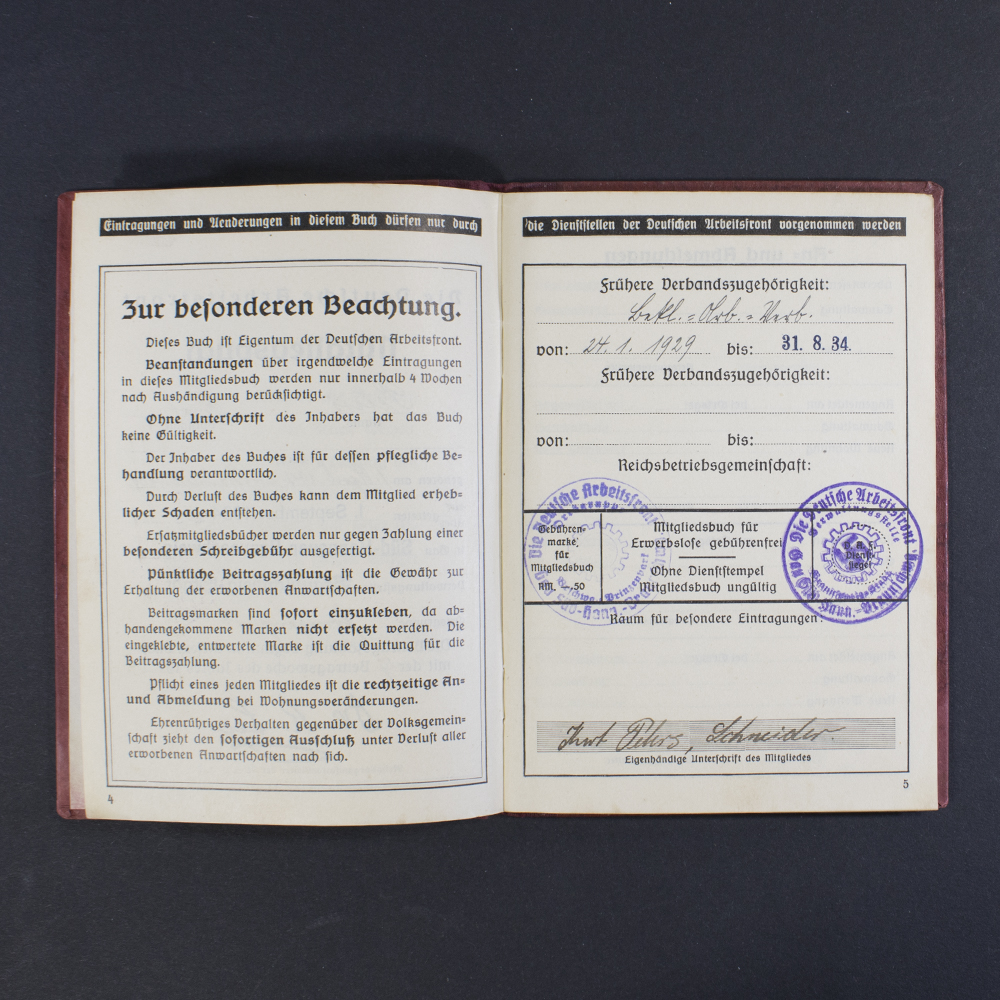 Eintragungen und Aenderungen in diesem Buch dürfen nur durch
Zur besonderen Beachtung.
Dieses Buch ist Eigentum der Deutschen Arbeitsfront.
Beanstandungen über irgendwelche Eintragungen
in dieses Mitgliedsbuch werden nur innerhalb 4 Wochen
nach Aushändigung berücksichtigt.
Ohne Unterschrift des Inhabers hat das Buch
keine Gültigkeit.
Der Inhaber des Buches ist für dessen pflegliche Be=
handlung verantwortlich.
Durch Verlust des Buches kann dem Mitglied erheb=
licher Schaden entstehen.
Ersatzmitgliedsbücher werden nur gegen Zahlung einer
besonderen Schreibgebühr ausgefertigt.
Pünktliche Beitragszahlung ist die Gewähr zur
Erhaltung der erworbenen Anwartschaften.
Beitragsmarken sind sofort einzukleben, da ab=
handengekommene Marken nicht ersetzt werden. Die
eingeklebte, entwertete Marke ist die Quittung für die
Beitragszahlung.
Pflicht eines jeden Mitgliedes ist die rechtzeitige An=
und Abmeldung bei Wohnungsveränderungen.
Ehrenrühriges Verhalten gegenüber der Volksgemein=
schaft zieht den sofortigen Ausschluß unter Verlust aller
erworbenen Anwartschaften nach sich.
4
die Dienststellen der Deutschen Arbeitsfront vorgenommen werden
Frühere Verbandszugehörigkeit:
Bekl.=Arb.=Verb.
von: 24. 1. 1929 bis: 31. 8. 34.
Frühere Verbandszugehörigkeit:
von: bis:
Reichsbetriebsgemeinschaft:
Gebühren-
marke
für
Mitgliedsbuch
RM. -.50
Mitgliedsbuch für
Erwerbslose gebührenfrei
Ohne Dienststempel
Mitgliedsbuch ungültig
Die Deutsche Arbeitsfront
Ortsgruppe
Die Deutsche Arbeitsfront
Verwaltungsstelle
D. A. F.
Dienst-
siegel
Raum für besondere Eintragungen:
Kurt Peters, Schneider.
Eigenhändige Unterschrift des Mitgliedes
5